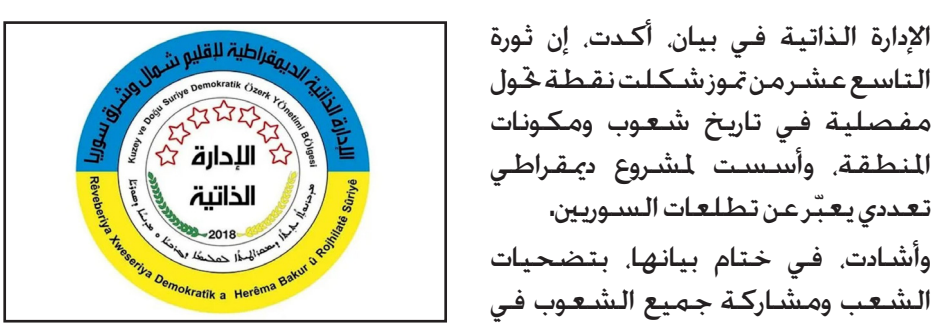 الإدارة الذاتية في بيان، أكدت، إن ثورة
التاسع عشر من تموز شكلت نقطة تحول
مفصلية في تاريخ شعوب ومكونات
المنطقة، وأسست لمشروع ديمقراطي
تعددي يعبّر عن تطلعات السوريين.
وأشادت، في ختام بيانها، بتضحيات
الشعب ومشاركة جميع الشعوب في
الإدارة الذاتية الديمقراطية لإقليم شمال وشرق سوريا
Kuzey ve Doğu Suriye Demokratik Özerk YÖnetimi BÖlgesi
الإدارة
الذاتية
2018
Rêveberiya Xweseriya Demokratîk a Herêma Bakur û Rojhilatê Sûriyê